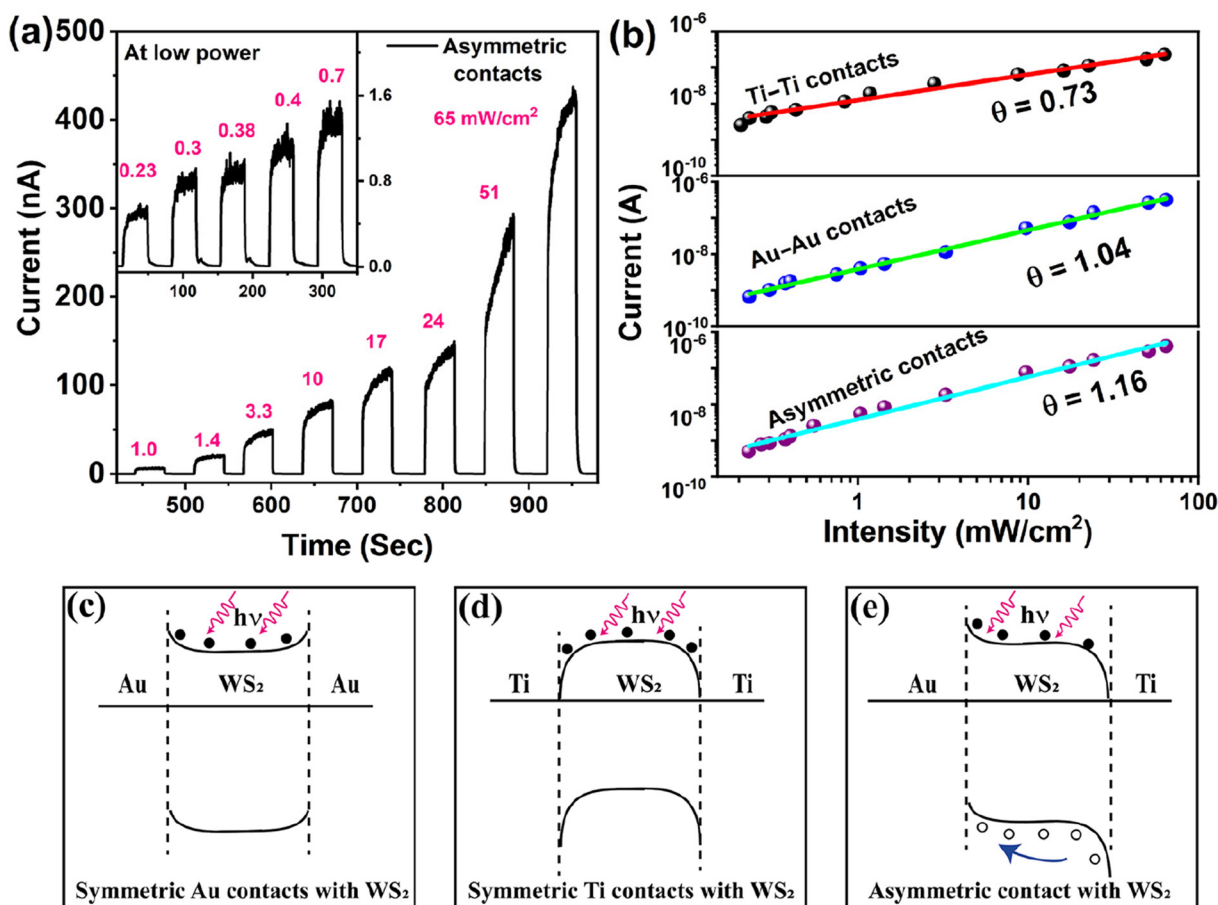 (a)
500
400
300
200
100
0
Current (nA)
At low power
0.23
0.3
0.38
0.4
0.7
1.6
0.8
0.0
100
200
300
Asymmetric
contacts
65 mW/cm²
51
24
17
10
3.3
1.4
1.0
500
600
700
800
900
Time (Sec)
(b)
10⁻⁶
10⁻⁸
10⁻¹⁰
Ti–Ti contacts
θ = 0.73
10⁻⁶
10⁻⁸
10⁻¹⁰
Au–Au contacts
θ = 1.04
10⁻⁶
10⁻⁸
10⁻¹⁰
Asymmetric contacts
θ = 1.16
Current (A)
0.1
1
10
100
Intensity (mW/cm²)
(c)
hν
Au
WS₂
Au
Symmetric Au contacts with WS₂
(d)
hν
Ti
WS₂
Ti
Symmetric Ti contacts with WS₂
(e)
hν
Au
WS₂
Ti
Asymmetric contact with WS₂